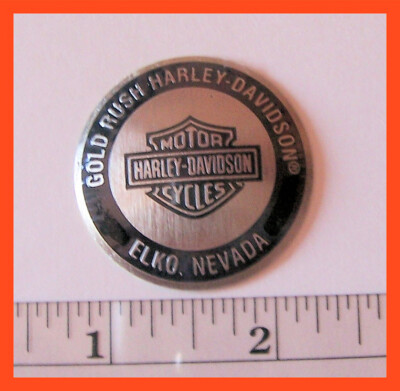 GOLD RUSH HARLEY-DAVIDSON®
MOTOR
HARLEY-DAVIDSON
CYCLES
ELKO, NEVADA
1 2